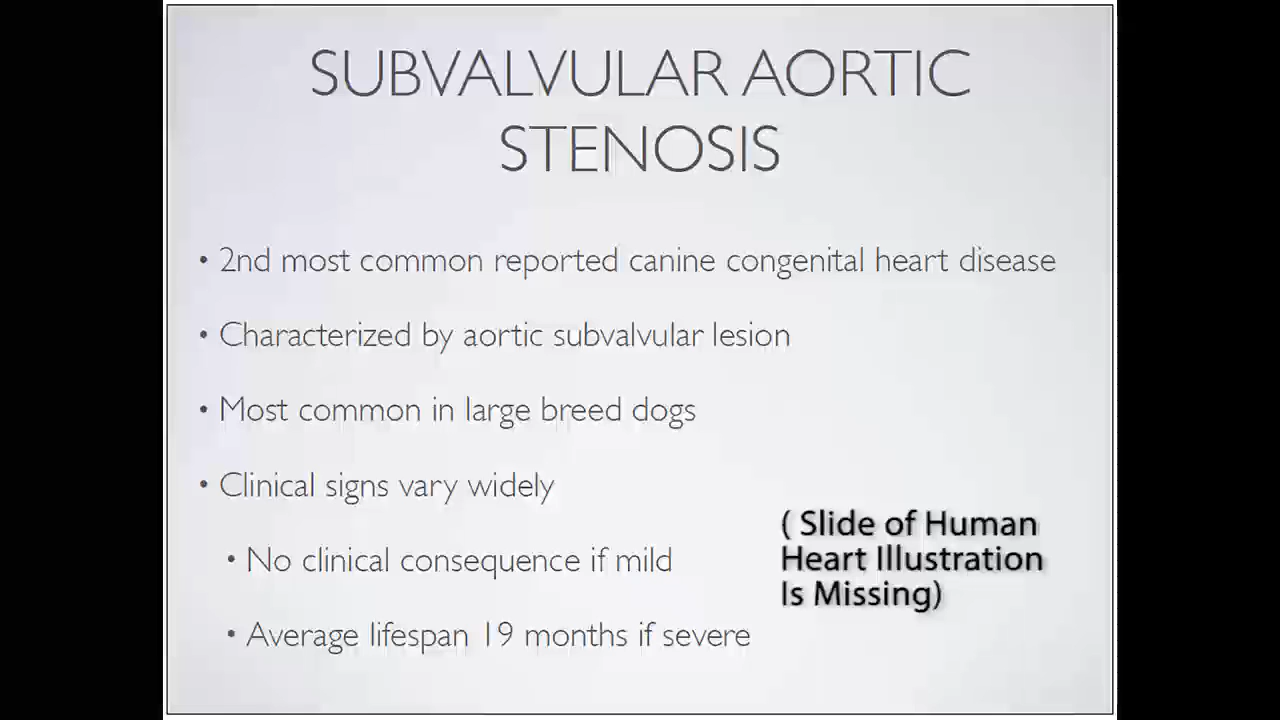 SUBVALVULAR AORTIC
STENOSIS
• 2nd most common reported canine congenital heart disease
• Characterized by aortic subvalvular lesion
• Most common in large breed dogs
• Clinical signs vary widely
• No clinical consequence if mild
• Average lifespan 19 months if severe
( Slide of Human
Heart Illustration
Is Missing)